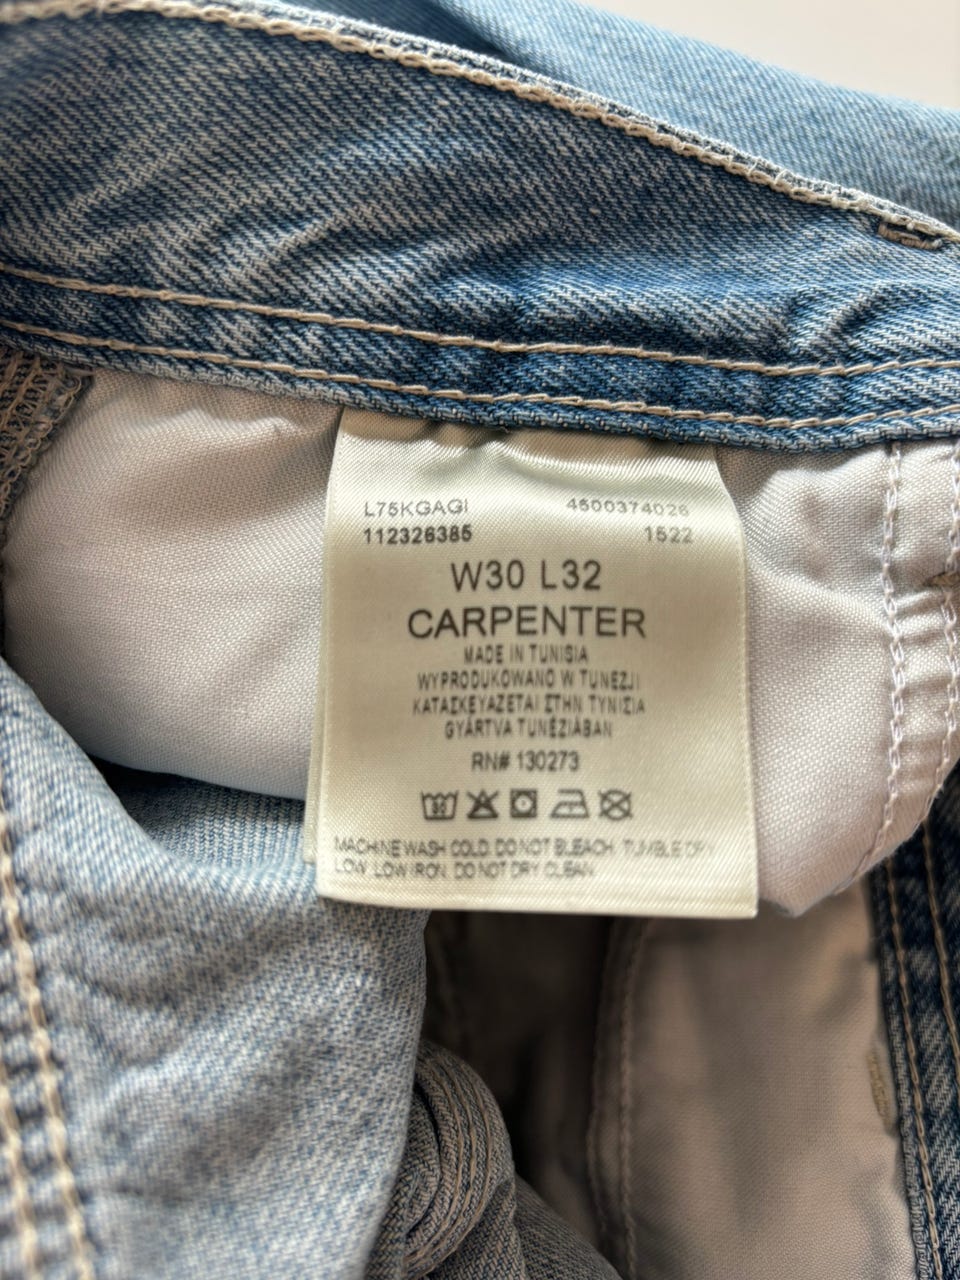 L75KGAGI 4500374026
112326385 1522
W30 L32
CARPENTER
MADE IN TUNISIA
WYPRODUKOWANO W TUNEZJI
ΚΑΤΑΣΚΕΥΑΖΕΤΑΙ ΣΤΗΝ ΤΥΝΙΣΙΑ
GYÁRTVA TUNÉZIÁBAN
RN# 130273
MACHINE WASH COLD. DO NOT BLEACH. TUMBLE DRY
LOW. LOW IRON. DO NOT DRY CLEAN.